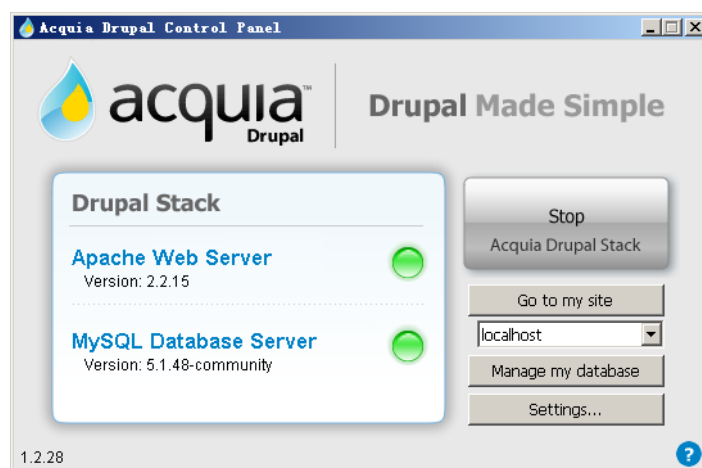 Acquia Drupal Control Panel
acquia™
Drupal
Drupal Made Simple
Drupal Stack
Apache Web Server
Version: 2.2.15
MySQL Database Server
Version: 5.1.48-community
Stop
Acquia Drupal Stack
Go to my site
localhost
Manage my database
Settings...
1.2.28
?